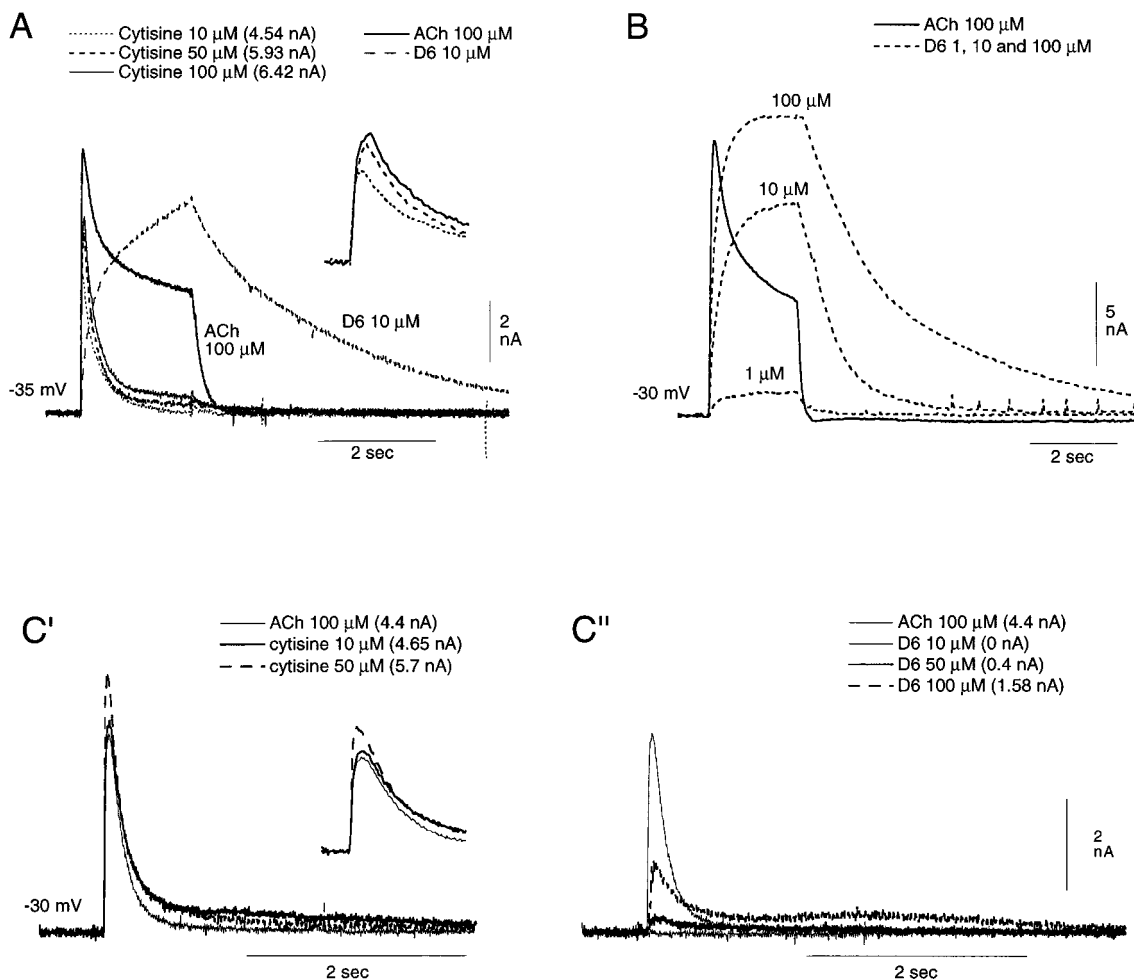 A
Cytisine 10 µM (4.54 nA)
Cytisine 50 µM (5.93 nA)
Cytisine 100 µM (6.42 nA)
ACh 100 µM
D6 10 µM
ACh
100 µM
D6 10 µM
2
nA
-35 mV
2 sec
B
ACh 100 µM
D6 1, 10 and 100 µM
100 µM
10 µM
1 µM
5
nA
-30 mV
2 sec
C'
ACh 100 µM (4.4 nA)
cytisine 10 µM (4.65 nA)
cytisine 50 µM (5.7 nA)
-30 mV
2 sec
C"
ACh 100 µM (4.4 nA)
D6 10 µM (0 nA)
D6 50 µM (0.4 nA)
D6 100 µM (1.58 nA)
2
nA
2 sec